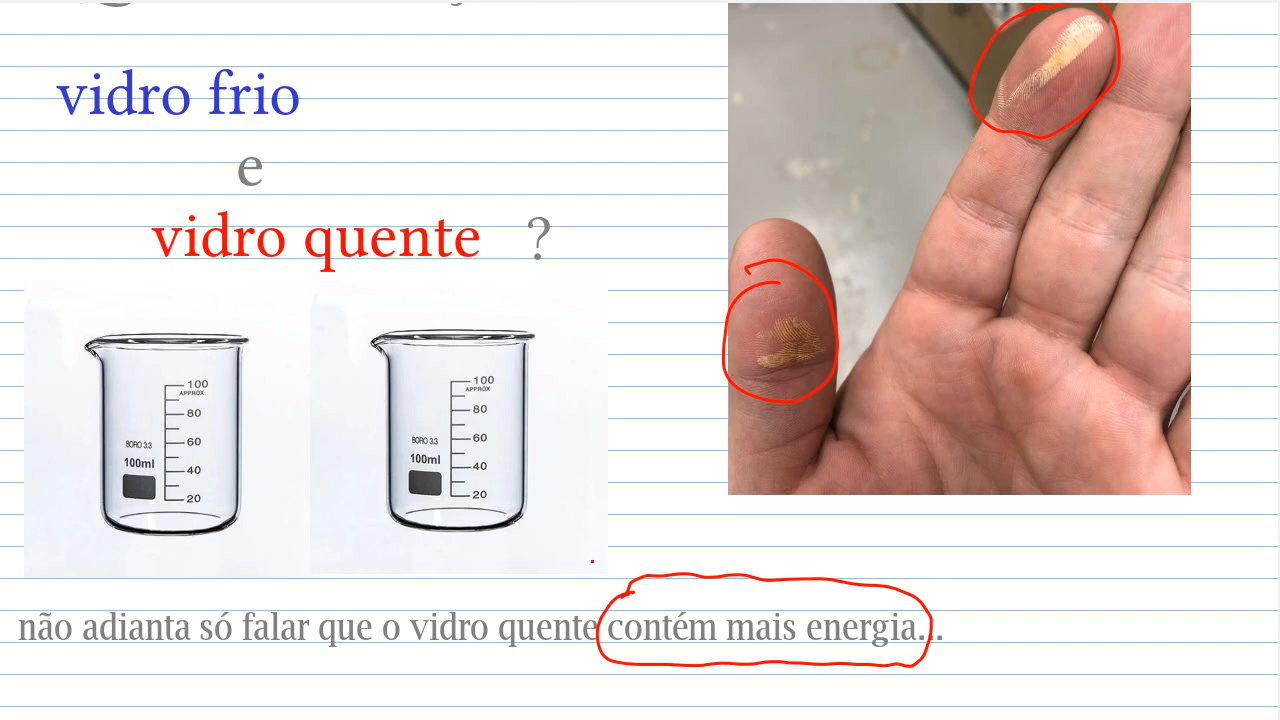 vidro frio
e
vidro quente ?
100
APPROX
80
60
40
20
BORO 3.3
100ml
100
APPROX
80
60
40
20
BORO 3.3
100ml
não adianta só falar que o vidro quente contém mais energia...